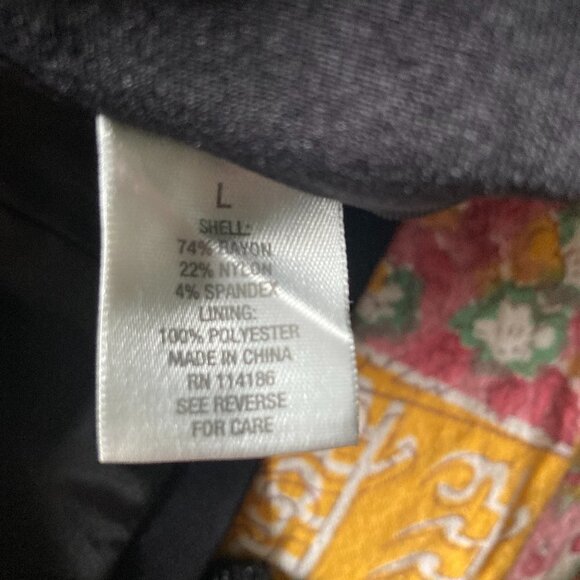 L
SHELL:
74% RAYON
22% NYLON
4% SPANDEX
LINING:
100% POLYESTER
MADE IN CHINA
RN 114186
SEE REVERSE
FOR CARE